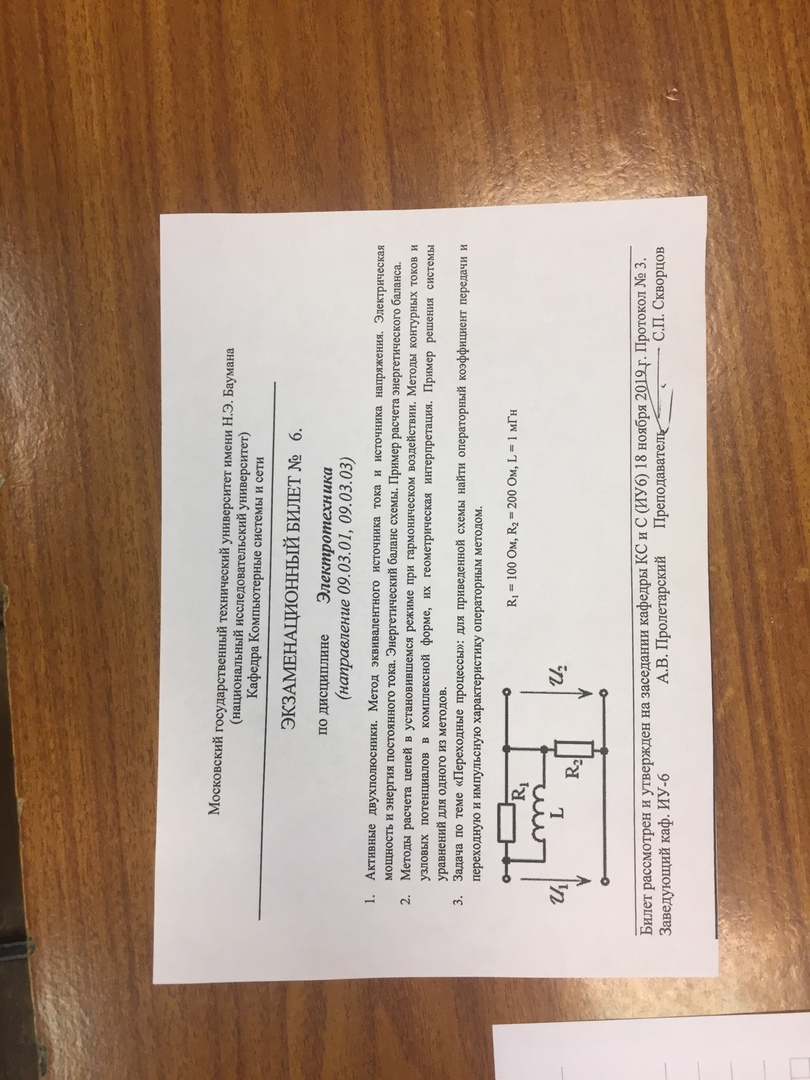 Московский государственный технический университет имени Н.Э. Баумана
(национальный исследовательский университет)
Кафедра Компьютерные системы и сети
ЭКЗАМЕНАЦИОННЫЙ БИЛЕТ № 6.
по дисциплине Электротехника
(направление 09.03.01, 09.03.03)
1. Активные двухполюсники. Метод эквивалентного источника тока и источника напряжения. Электрическая
мощность и энергия постоянного тока. Энергетический баланс схемы. Пример расчета энергетического баланса.
2. Методы расчета цепей в установившемся режиме при гармоническом воздействии. Методы контурных токов и
узловых потенциалов в комплексной форме, их геометрическая интерпретация. Пример решения системы
уравнений для одного из методов.
3. Задача по теме «Переходные процессы»: для приведенной схемы найти операторный коэффициент передачи и
переходную и импульсную характеристику операторным методом.
R₁ = 100 Ом, R₂ = 200 Ом, L = 1 мГн
R₁
U₁ L U₂
R₂
Билет рассмотрен и утвержден на заседании кафедры КС и С (ИУ6) 18 ноября 2019 г. Протокол № 3.
Заведующий каф. ИУ-6 А.В. Пролетарский Преподаватель С.П. Скворцов